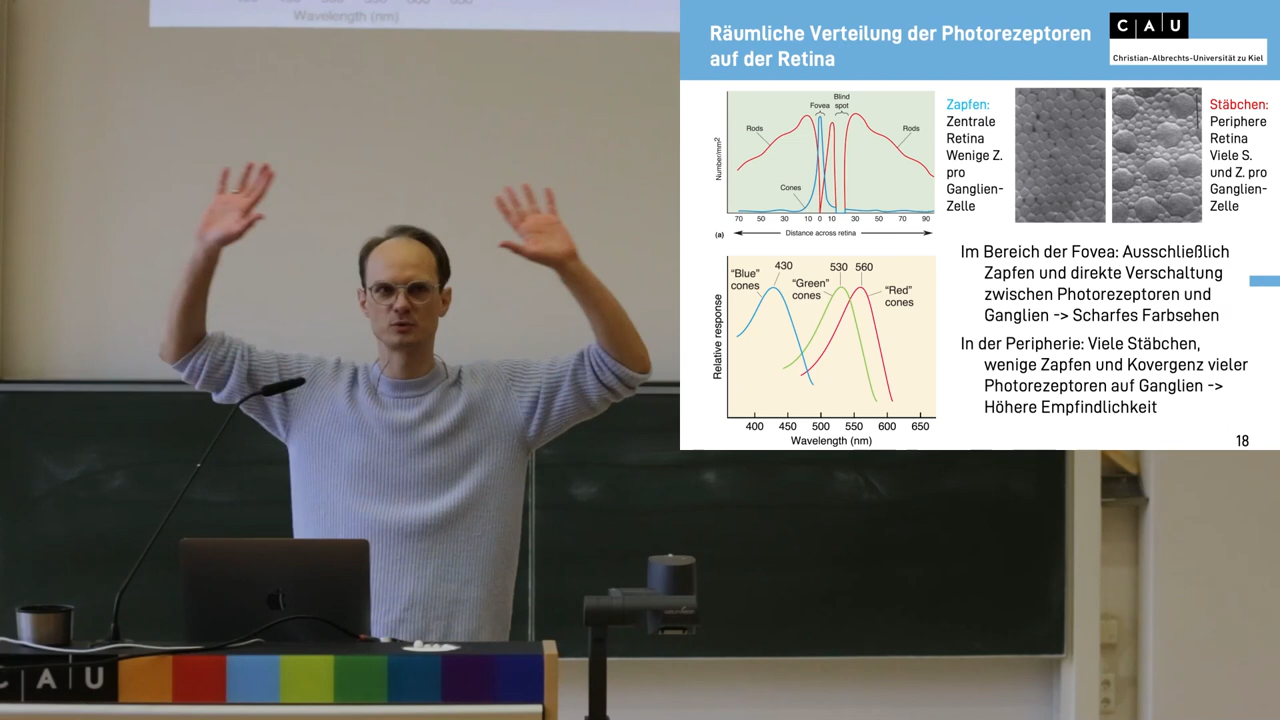 Wavelength (nm)
Räumliche Verteilung der Photorezeptoren
auf der Retina
C A U
Christian-Albrechts-Universität zu Kiel
Fovea
Blind
spot
Rods
Rods
Cones
Number/mm²
70 50 30 10 0 10 30 50 70 90
(a)
Distance across retina
Zapfen:
Zentrale
Retina
Wenige Z.
pro
Ganglien-
Zelle
Stäbchen:
Periphere
Retina
Viele S.
und Z. pro
Ganglien-
Zelle
"Blue"
cones
430
"Green"
cones
530
560
"Red"
cones
Relative response
400 450 500 550 600 650
Wavelength (nm)
Im Bereich der Fovea: Ausschließlich
Zapfen und direkte Verschaltung
zwischen Photorezeptoren und
Ganglien -> Scharfes Farbsehen
In der Peripherie: Viele Stäbchen,
wenige Zapfen und Kovergenz vieler
Photorezeptoren auf Ganglien ->
Höhere Empfindlichkeit
18
C A U